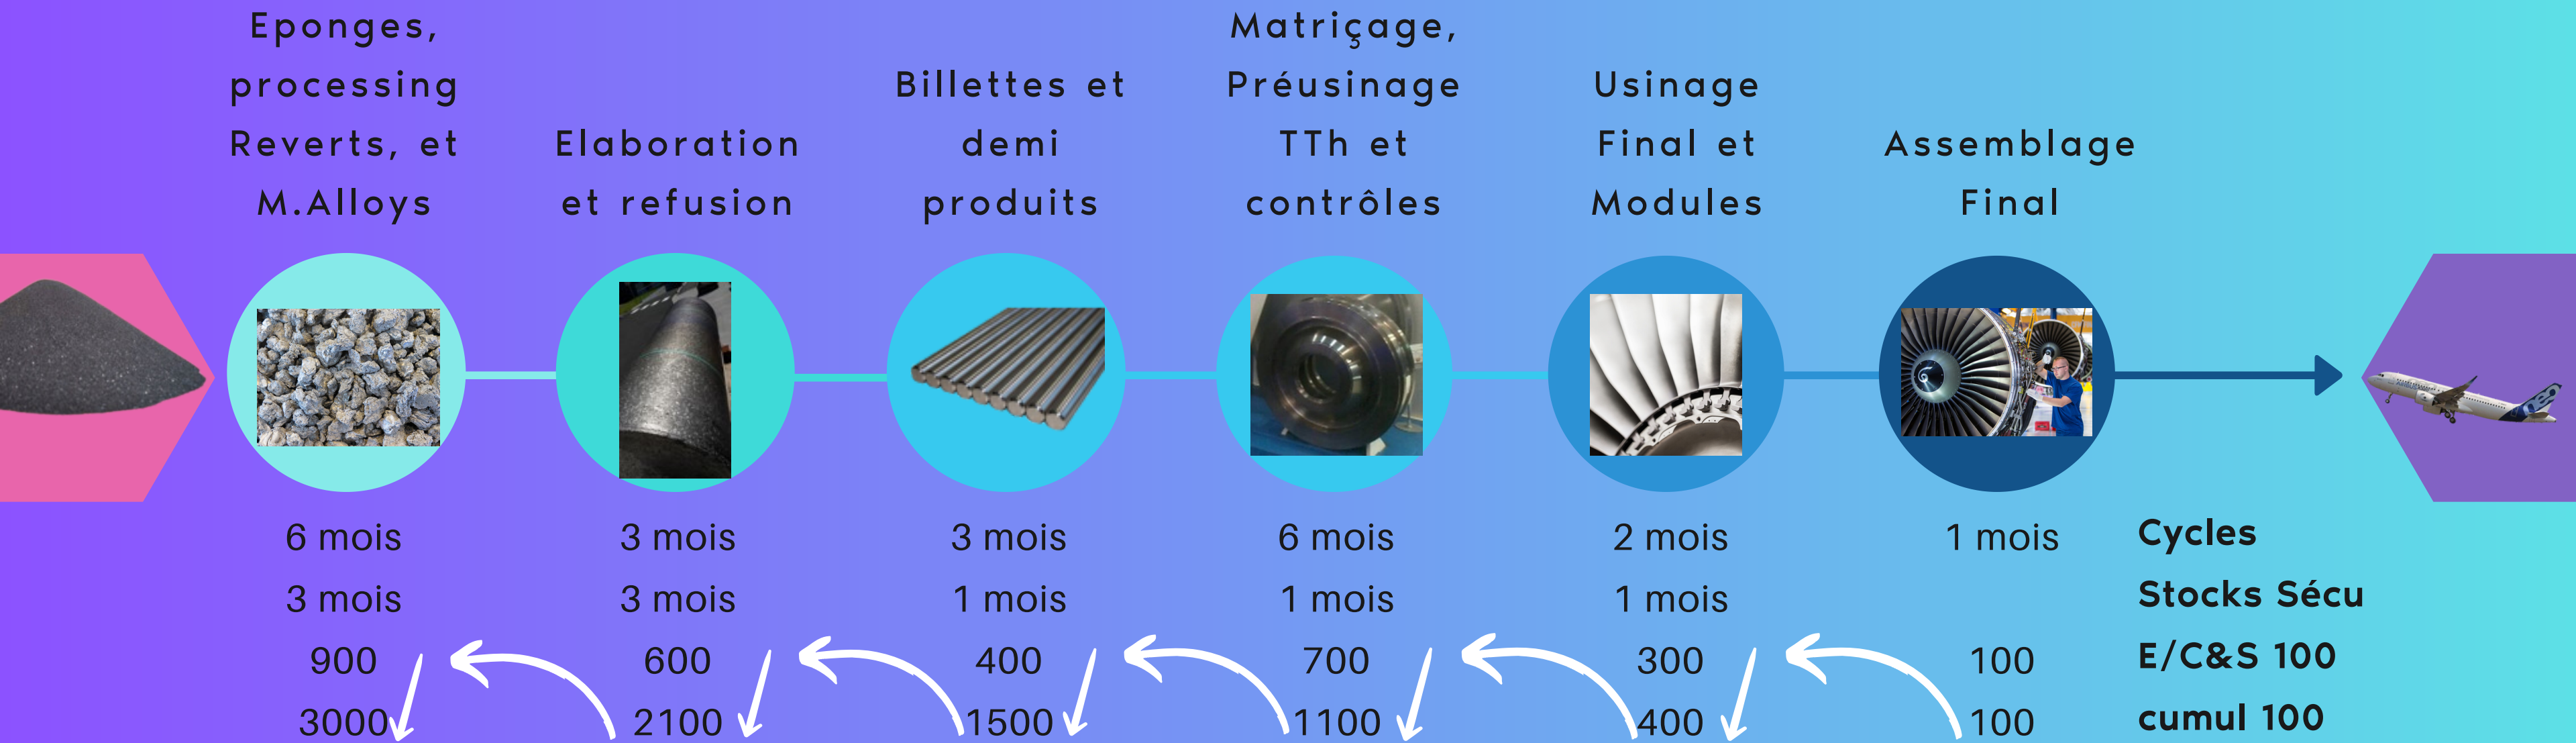 Eponges,
processing
Reverts, et
M.Alloys
Elaboration
et refusion
Billettes et
demi
produits
Matriçage,
Préusinage
TTh et
contrôles
Usinage
Final et
Modules
Assemblage
Final
6 mois 3 mois 3 mois 6 mois 2 mois 1 mois Cycles
3 mois 3 mois 1 mois 1 mois 1 mois Stocks Sécu
900 600 400 700 300 100 E/C&S 100
3000 2100 1500 1100 400 100 cumul 100